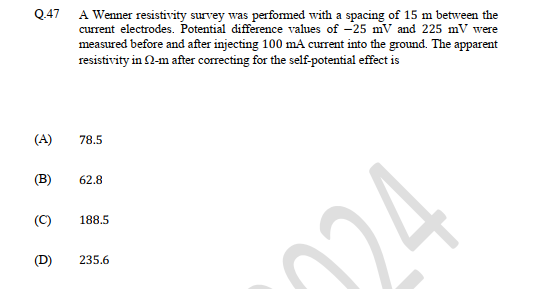 Q.47 A Wenner resistivity survey was performed with a spacing of 15 m between the
current electrodes. Potential difference values of −25 mV and 225 mV were
measured before and after injecting 100 mA current into the ground. The apparent
resistivity in Ω-m after correcting for the self-potential effect is
(A) 78.5
(B) 62.8
(C) 188.5
(D) 235.6